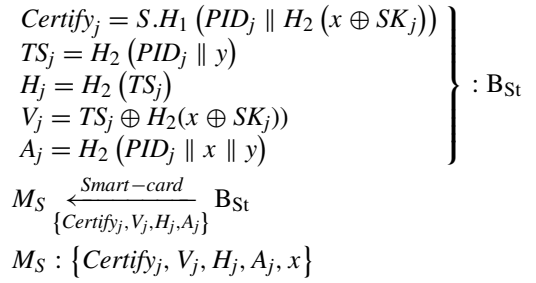 Certify_j = S.H_1 (PID_j ∥ H_2 (x ⊕ SK_j))
TS_j = H_2 (PID_j ∥ y)
H_j = H_2 (TS_j)
V_j = TS_j ⊕ H_2(x ⊕ SK_j))
A_j = H_2 (PID_j ∥ x ∥ y)
} : B_St
M_S ⟵ B_St
Smart−card
{Certify_j, V_j, H_j, A_j}
M_S : {Certify_j, V_j, H_j, A_j, x}